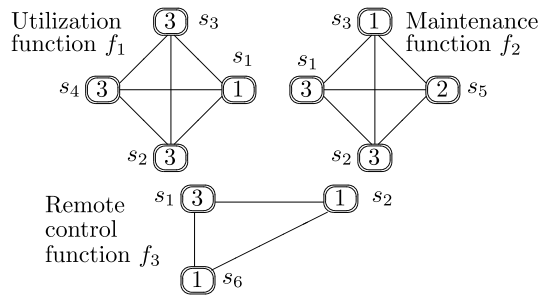 Utilization
function f₁
3 s₃
s₁
s₄ 3 1
s₂ 3
Maintenance
function f₂
s₃ 1
s₁
3 2 s₅
s₂ 3
Remote
control
function f₃
s₁ 3 1 s₂
1 s₆